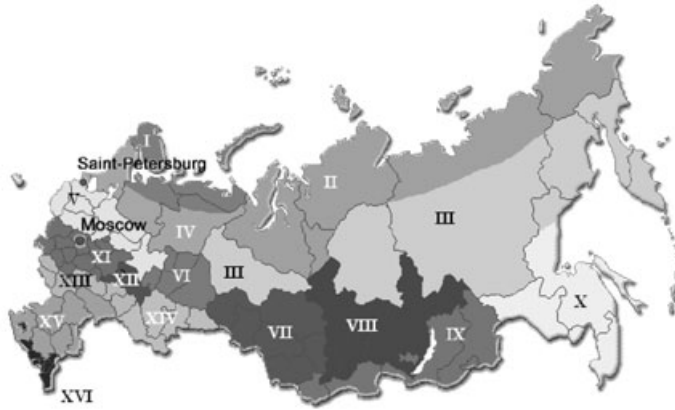 I
Saint-Petersburg
II
V
III
Moscow
IV
XI
VI
III
XIII
XII
X
XV
XIV
VII
VIII
IX
XVI